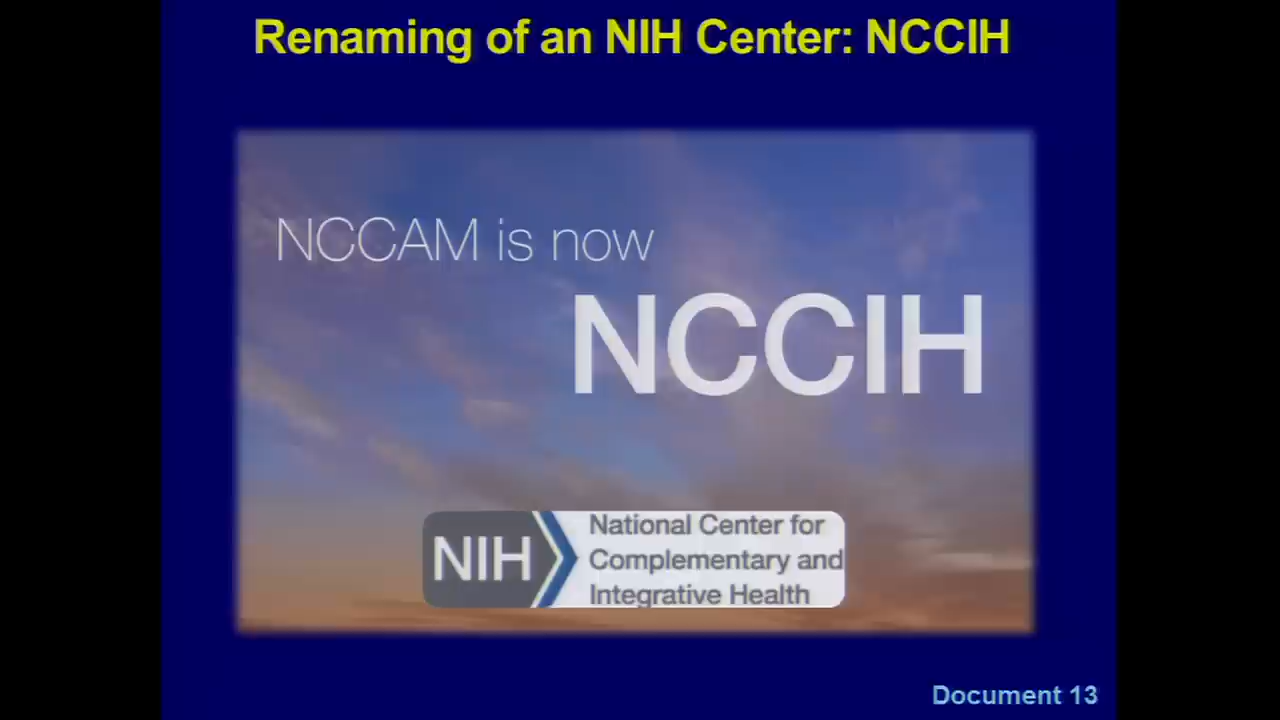 Renaming of an NIH Center: NCCIH
NCCAM is now
NCCIH
NIH
National Center for
Complementary and
Integrative Health
Document 13